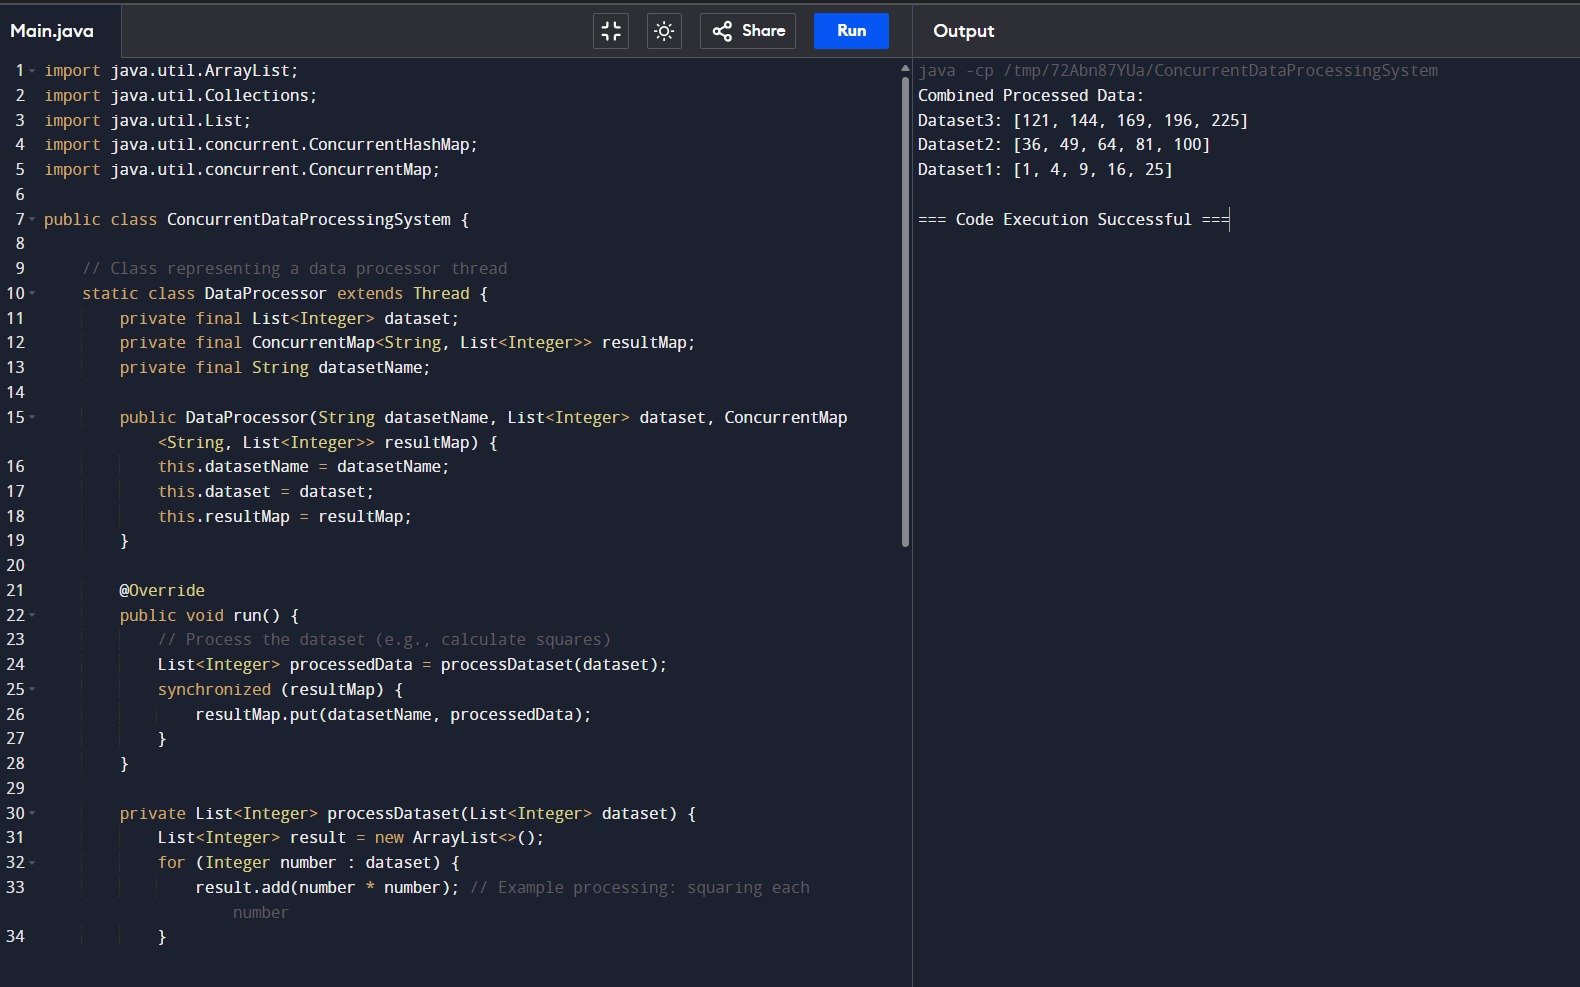 Main.java
Share
Run
Output
1 import java.util.ArrayList;
2 import java.util.Collections;
3 import java.util.List;
4 import java.util.concurrent.ConcurrentHashMap;
5 import java.util.concurrent.ConcurrentMap;
6
7 public class ConcurrentDataProcessingSystem {
8
9     // Class representing a data processor thread
10     static class DataProcessor extends Thread {
11         private final List<Integer> dataset;
12         private final ConcurrentMap<String, List<Integer>> resultMap;
13         private final String datasetName;
14
15         public DataProcessor(String datasetName, List<Integer> dataset, ConcurrentMap
            <String, List<Integer>> resultMap) {
16             this.datasetName = datasetName;
17             this.dataset = dataset;
18             this.resultMap = resultMap;
19         }
20
21         @Override
22         public void run() {
23             // Process the dataset (e.g., calculate squares)
24             List<Integer> processedData = processDataset(dataset);
25             synchronized (resultMap) {
26                 resultMap.put(datasetName, processedData);
27             }
28         }
29
30         private List<Integer> processDataset(List<Integer> dataset) {
31             List<Integer> result = new ArrayList<>();
32             for (Integer number : dataset) {
33                 result.add(number * number); // Example processing: squaring each
                    number
34             }
java -cp /tmp/72Abn87YUa/ConcurrentDataProcessingSystem
Combined Processed Data:
Dataset3: [121, 144, 169, 196, 225]
Dataset2: [36, 49, 64, 81, 100]
Dataset1: [1, 4, 9, 16, 25]
=== Code Execution Successful ===